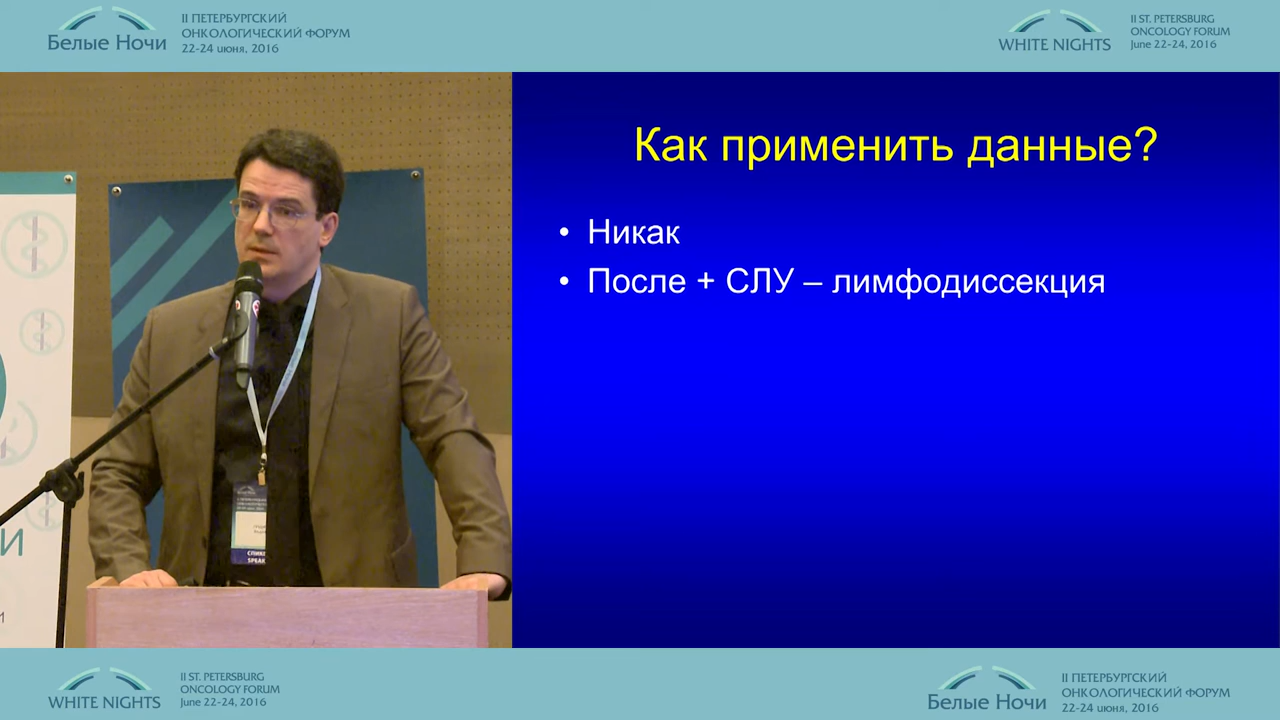 Белые Ночи
II ПЕТЕРБУРГСКИЙ
ОНКОЛОГИЧЕСКИЙ ФОРУМ
22-24 июня, 2016
WHITE NIGHTS
II ST. PETERSBURG
ONCOLOGY FORUM
June 22-24, 2016
Как применить данные?
• Никак
• После + СЛУ – лимфодиссекция
СПИКЕ
SPEAK
И
WHITE NIGHTS
II ST. PETERSBURG
ONCOLOGY FORUM
June 22-24, 2016
Белые Ночи
II ПЕТЕРБУРГСКИЙ
ОНКОЛОГИЧЕСКИЙ ФОРУМ
22-24 июня, 2016